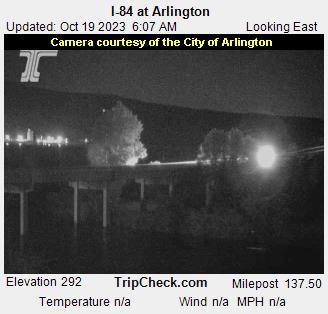 I-84 at Arlington
Updated: Oct 19 2023 6:07 AM Looking East
Camera courtesy of the City of Arlington
Elevation 292 TripCheck.com Milepost 137.50
Temperature n/a Wind n/a MPH n/a